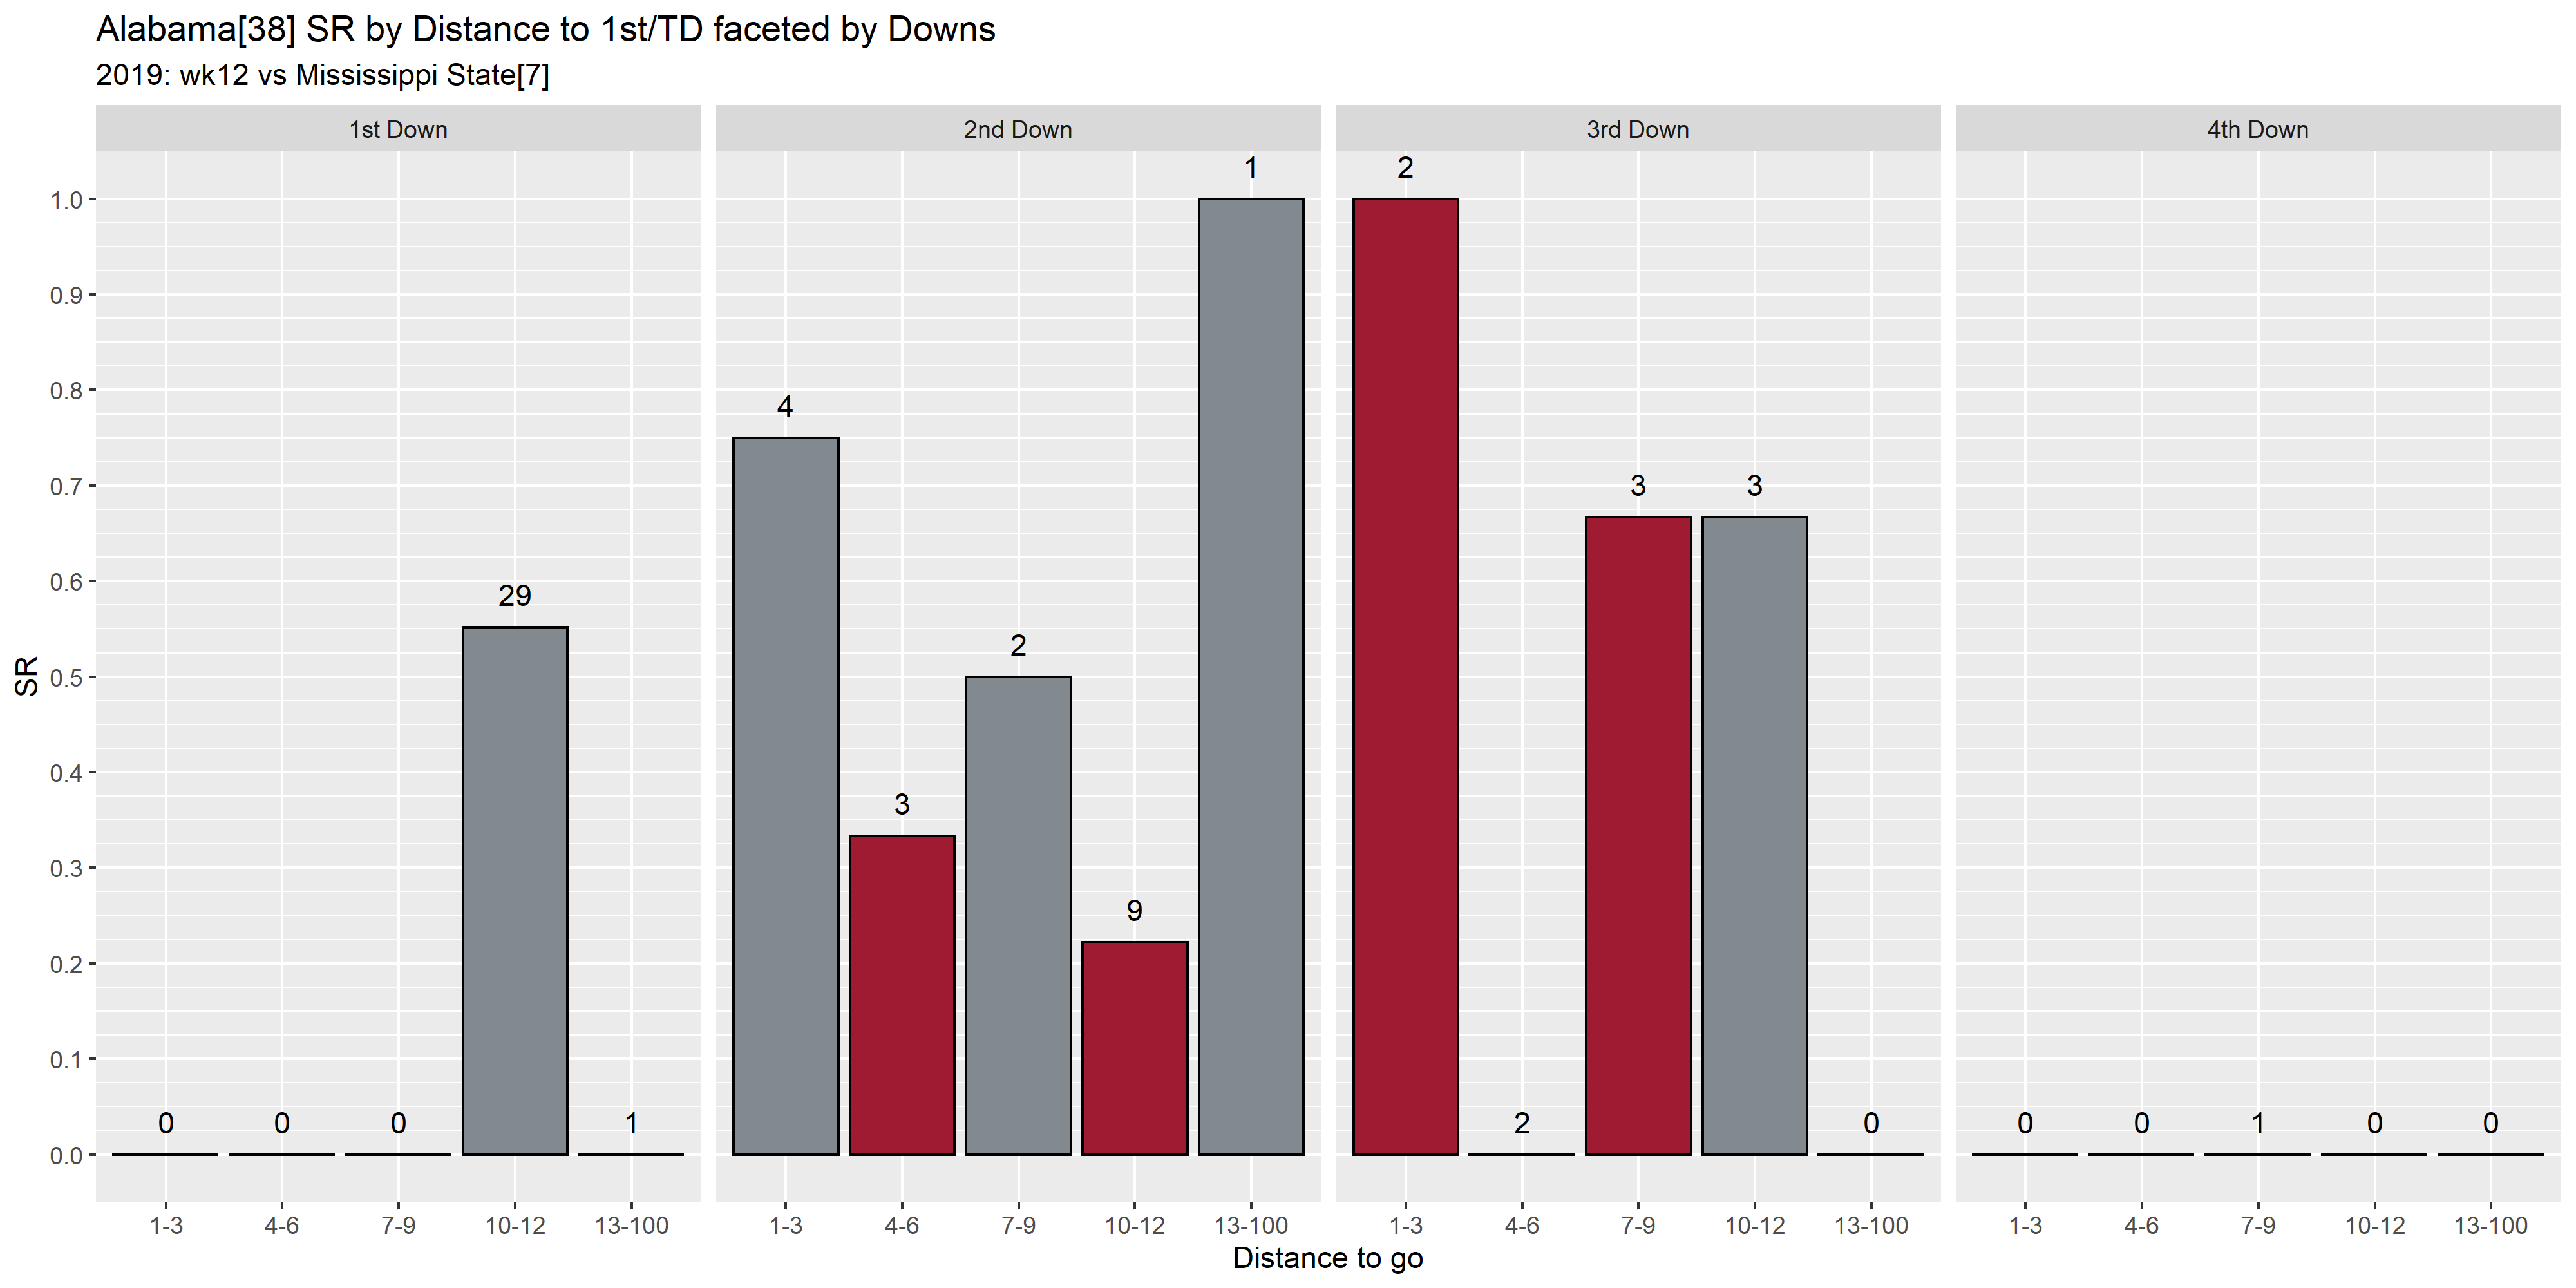 Alabama[38] SR by Distance to 1st/TD faceted by Downs
2019: wk12 vs Mississippi State[7]
1st Down
2nd Down
3rd Down
4th Down
SR
1.0
0.9
0.8
0.7
0.6
0.5
0.4
0.3
0.2
0.1
0.0
0 0 0 29 1
4 3 2 9 1
2 2 3 3 0
0 0 1 0 0
1-3 4-6 7-9 10-12 13-100
1-3 4-6 7-9 10-12 13-100
1-3 4-6 7-9 10-12 13-100
1-3 4-6 7-9 10-12 13-100
Distance to go